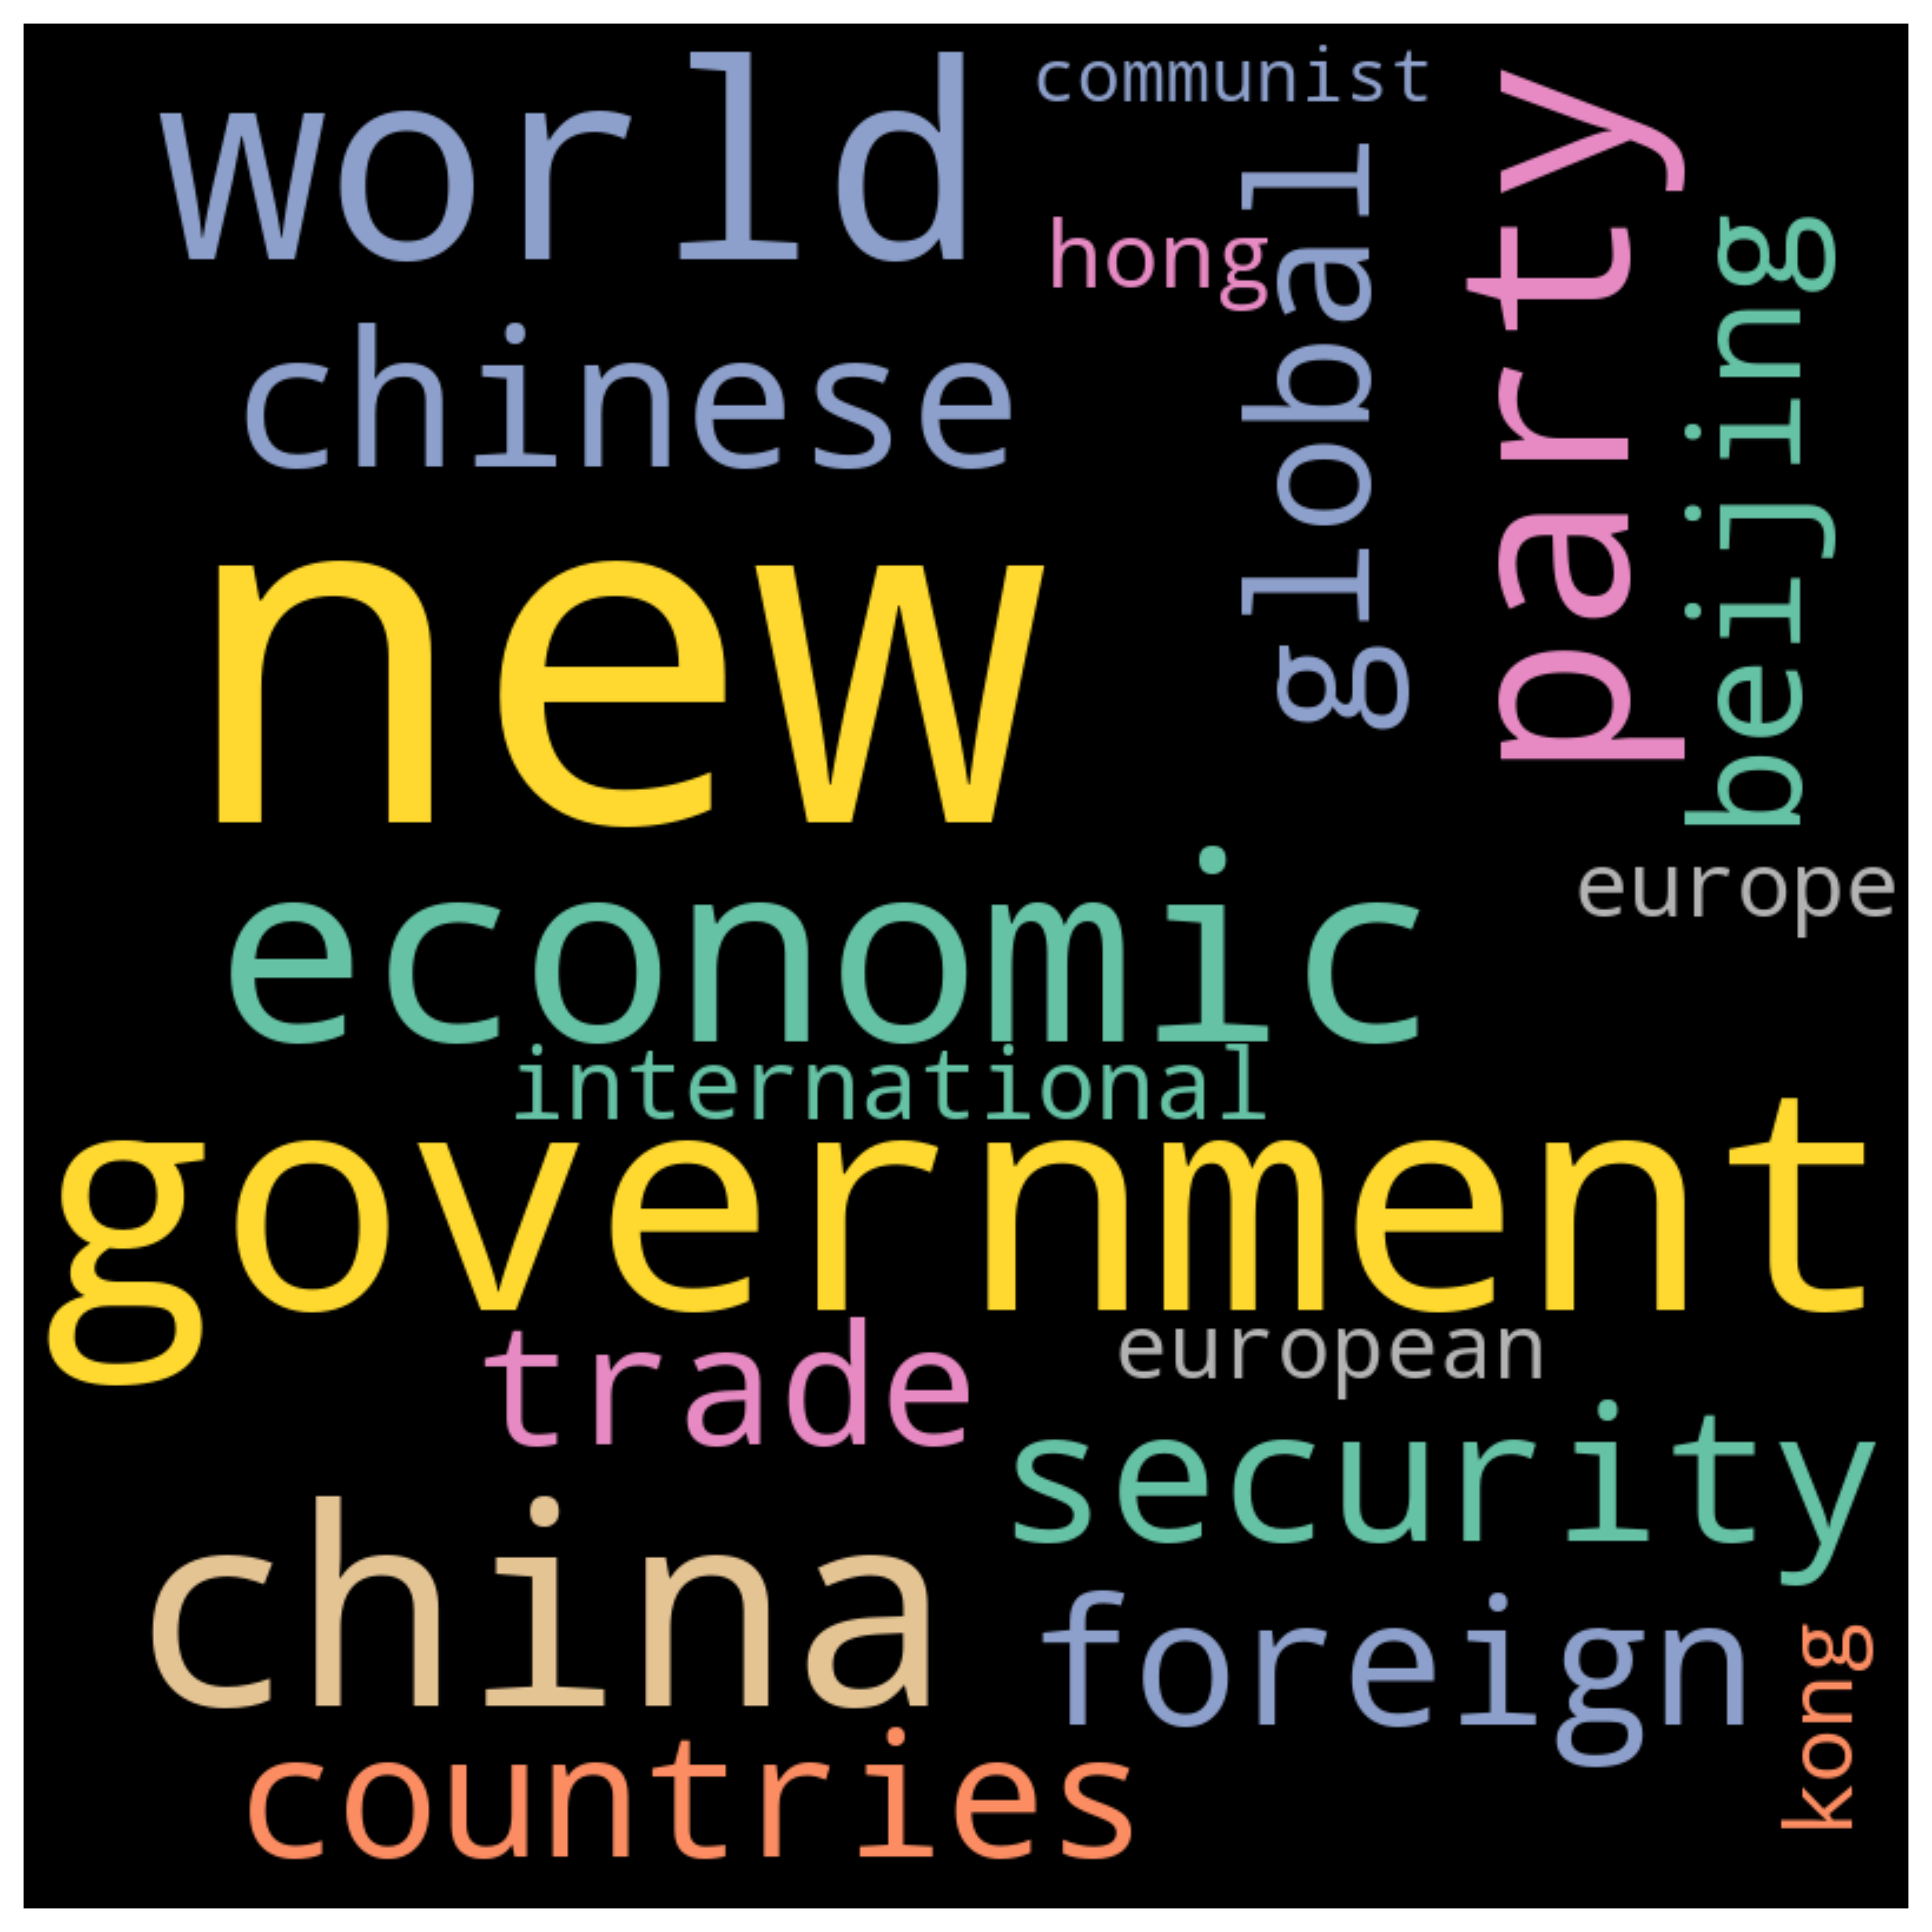 world
communist
hong
global
party
beijing
chinese
new
economic
europe
international
government
trade
european
security
china
foreign
kong
countries